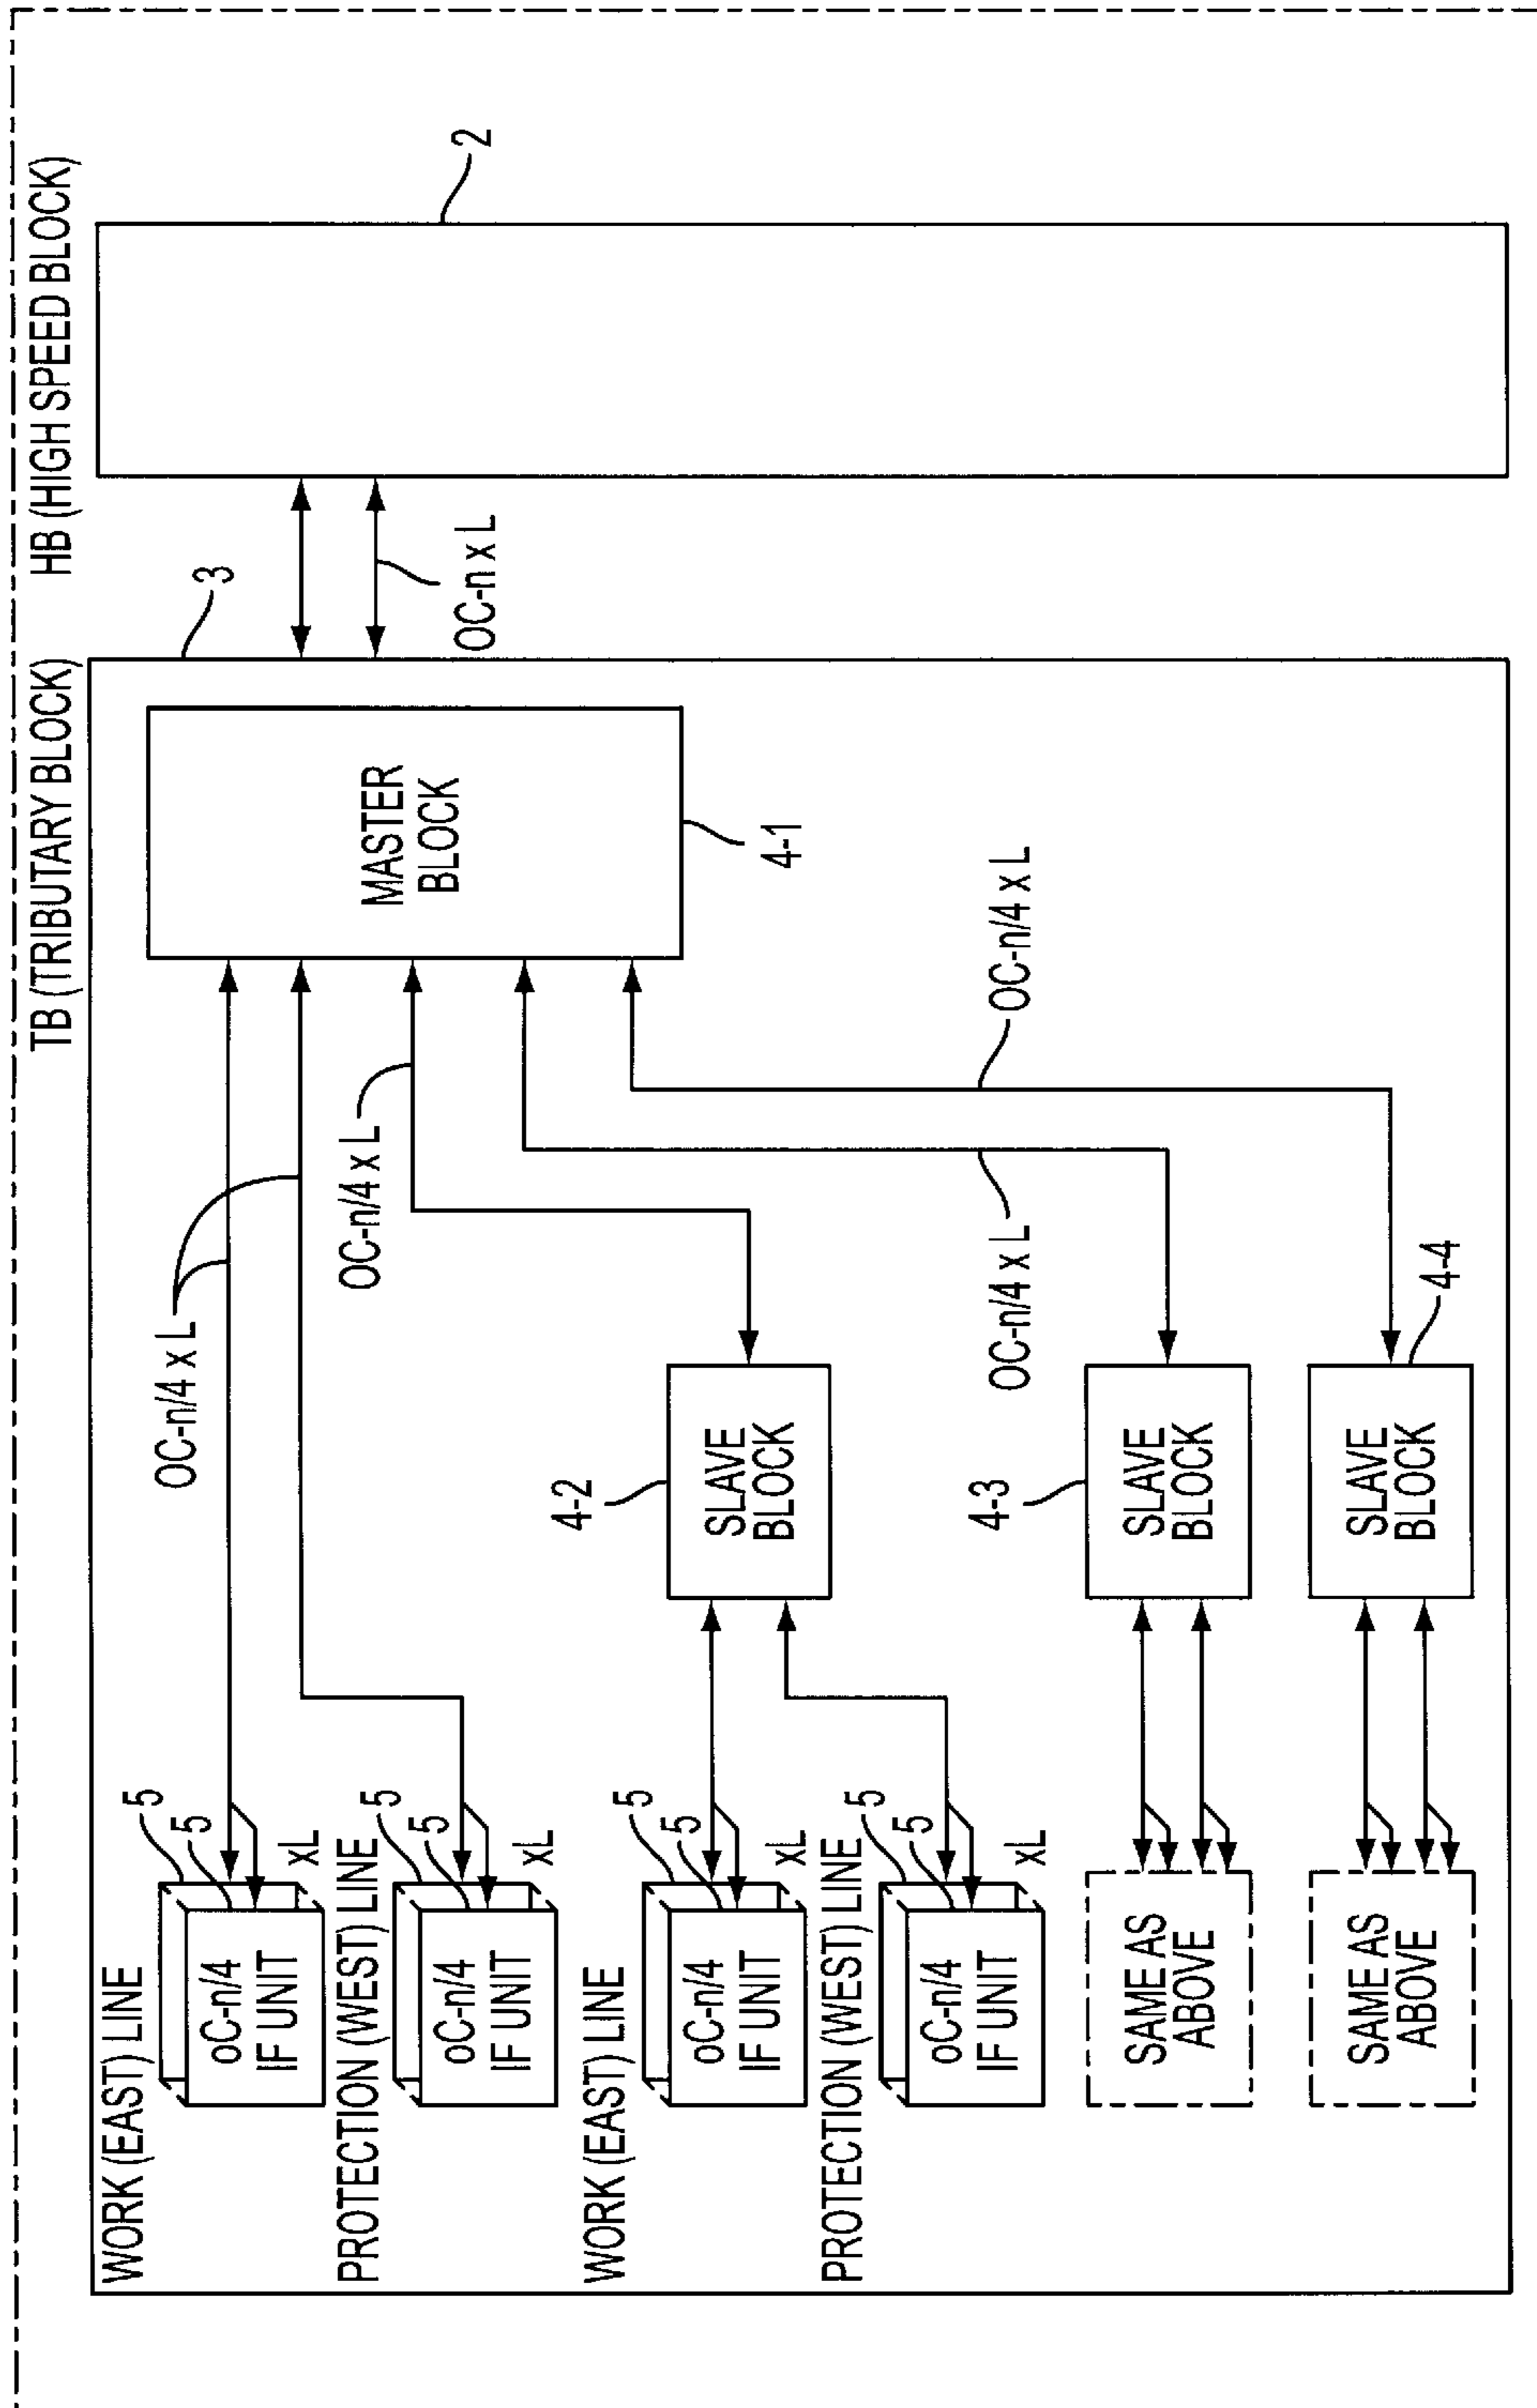 TB (TRIBUTARY BLOCK)
HB (HIGH SPEED BLOCK)
3
2
WORK (EAST) LINE
5
5
oC-n/4
IF UNIT
xL
OC-n/4 x L
PROTECTION (WEST) LINE
5
5
oC-n/4
IF UNIT
xL
OC-n/4 x L
MASTER
BLOCK
4-1
OC-n x L
WORK (EAST) LINE
5
5
oC-n/4
IF UNIT
xL
4-2
SLAVE
BLOCK
PROTECTION (WEST) LINE
5
5
oC-n/4
IF UNIT
xL
OC-n/4 x L
OC-n/4 x L
SAME AS
ABOVE
4-3
SLAVE
BLOCK
SAME AS
ABOVE
SLAVE
BLOCK
4-4